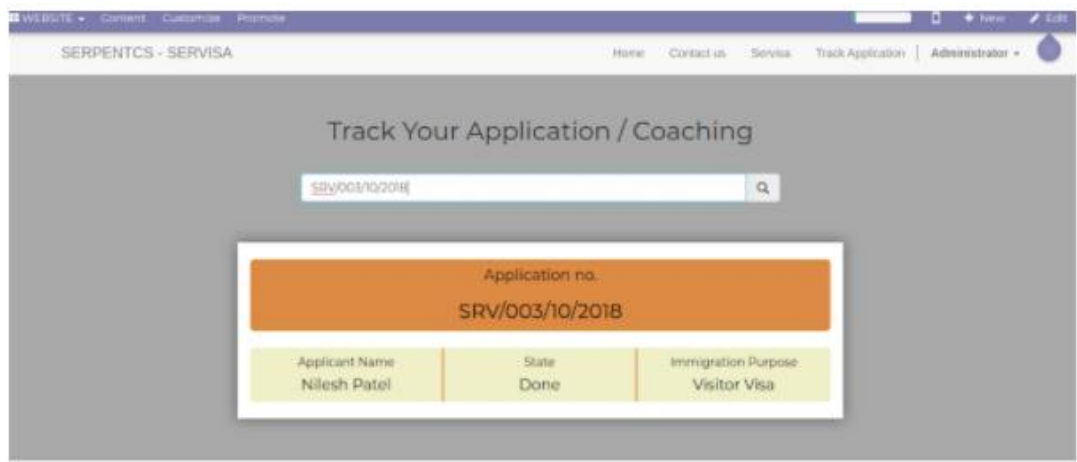 WEBSITE Content Customize Promote New Edit
SERPENTCS - SERVISA Home Contact us Servisa Track Application Administrator
Track Your Application / Coaching
SRV/003/10/2018
Application no.
SRV/003/10/2018
Applicant Name State Immigration Purpose
Nilesh Patel Done Visitor Visa